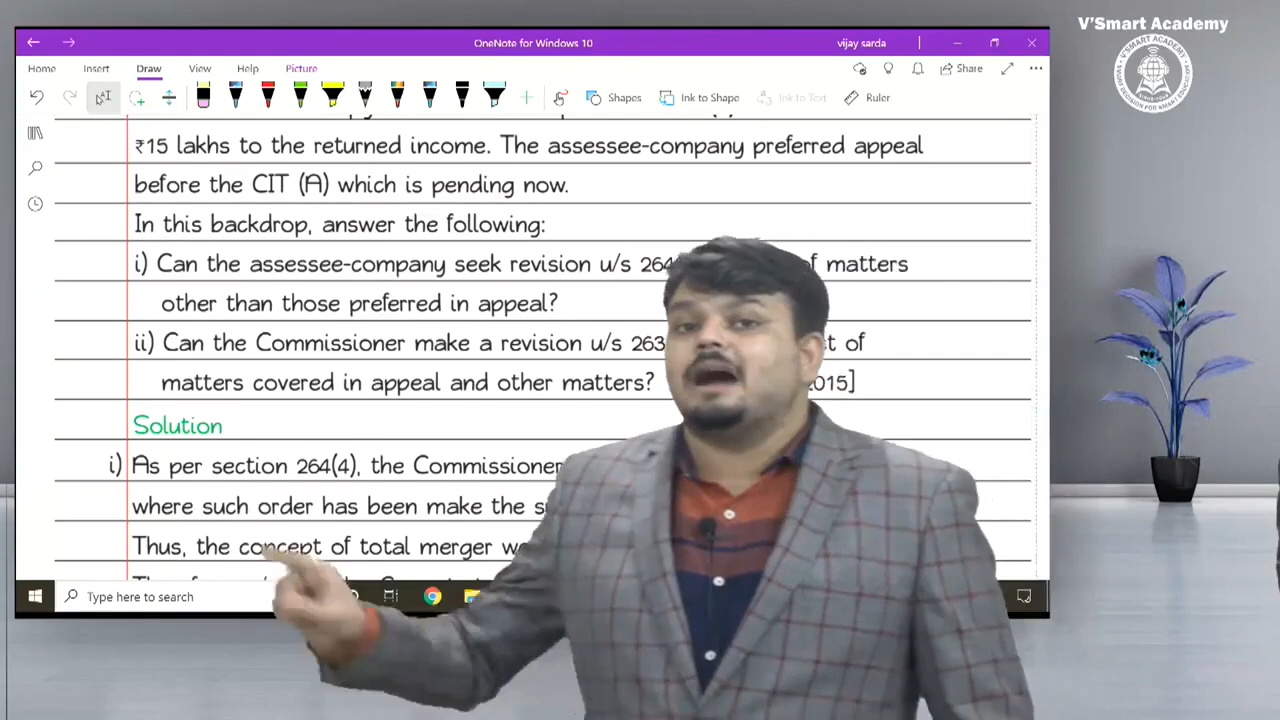 V'Smart Academy
OneNote for Windows 10
vijay sarda
Home Insert Draw View Help Picture
Share
Shapes Ink to Shape Ink to Text Ruler
₹15 lakhs to the returned income. The assessee-company preferred appeal
before the CIT (A) which is pending now.
In this backdrop, answer the following:
i) Can the assessee-company seek revision u/s 264 of matters
other than those preferred in appeal?
ii) Can the Commissioner make a revision u/s 263 of
matters covered in appeal and other matters? 2015]
Solution
i) As per section 264(4), the Commissioner
where such order has been make the
Thus, the concept of total merger
Type here to search